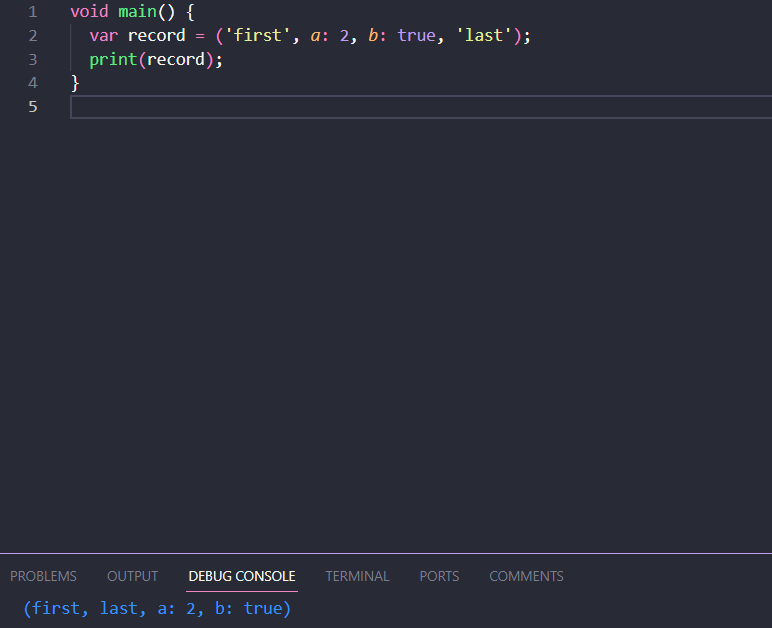 1 void main() {
2 var record = ('first', a: 2, b: true, 'last');
3 print(record);
4 }
5
PROBLEMS OUTPUT DEBUG CONSOLE TERMINAL PORTS COMMENTS
(first, last, a: 2, b: true)